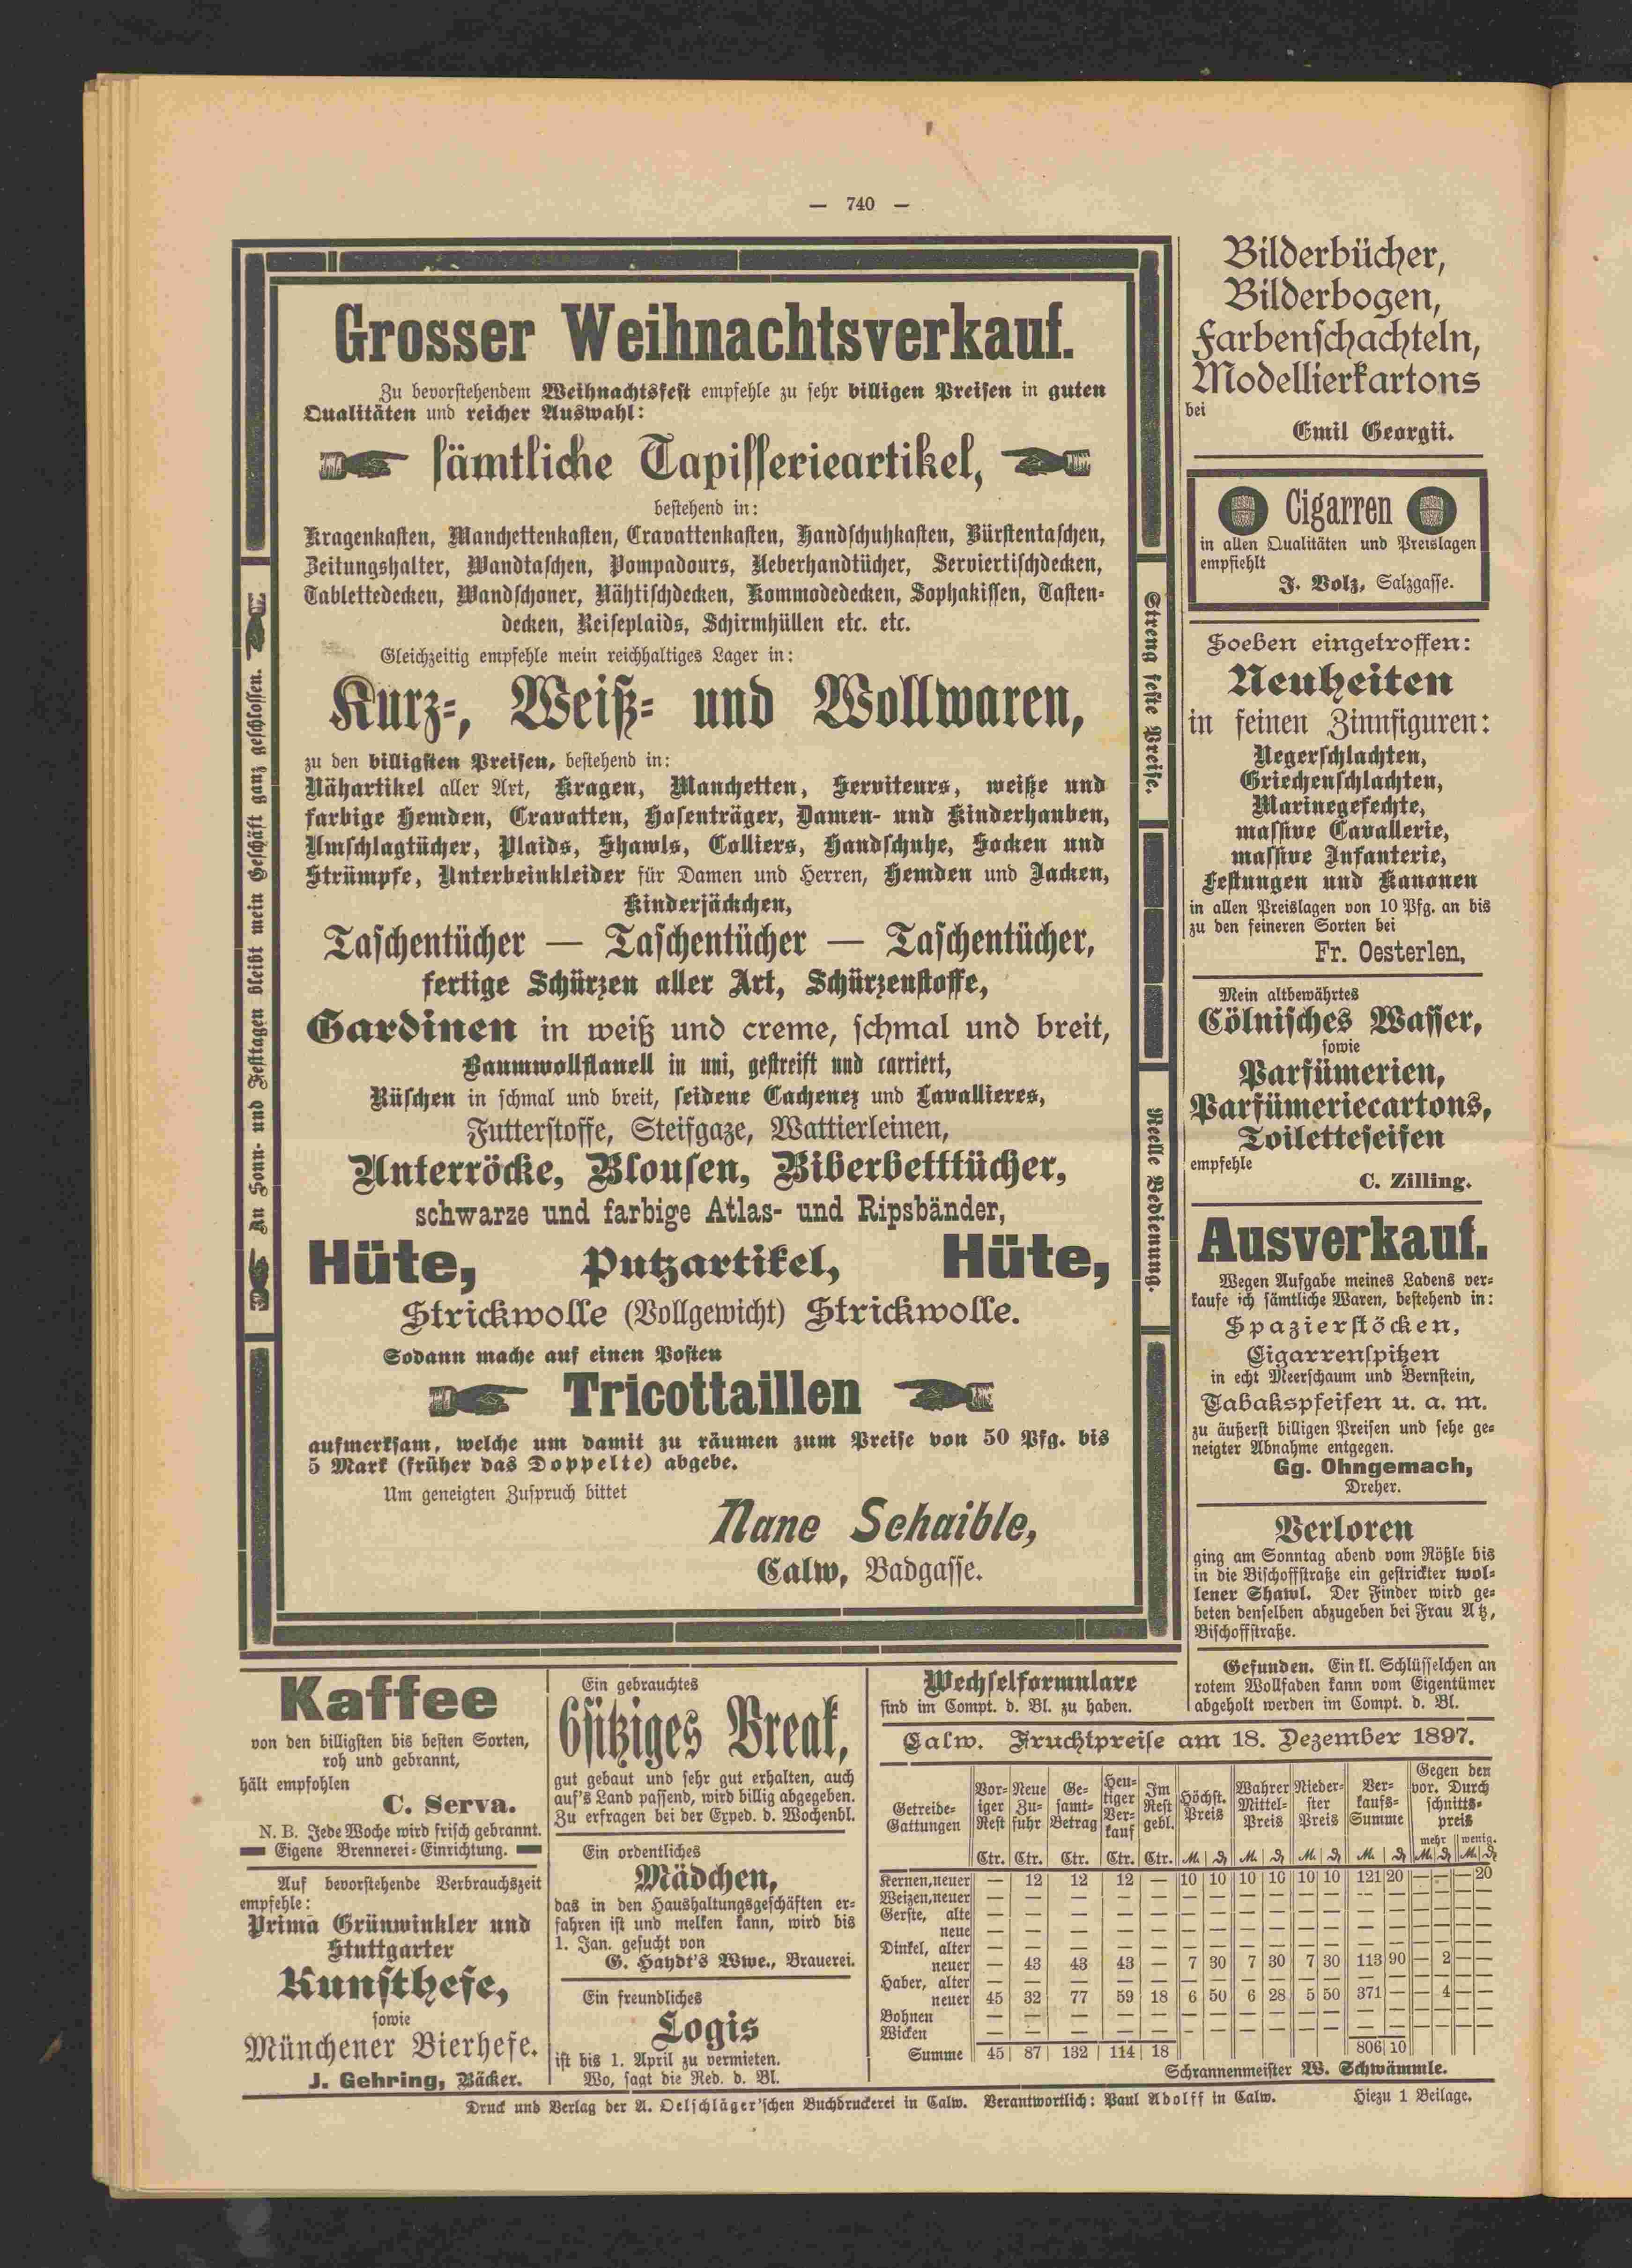 — 740 —
Grosser Weihnachtsverkauf.
Zu bevorstehendem Weihnachtsfest empfehle zu sehr billigen Preisen in guten
Qualitäten und reicher Auswahl:
sämtliche Tapisserieartikel,
bestehend in:
Kragenkasten, Manchettenkasten, Cravattenkasten, Handschuhkasten, Bürstentaschen,
Zeitungshalter, Wandtaschen, Pompadours, Ueberhandtücher, Serviertischdecken,
Tablettedecken, Wandschoner, Nähtischdecken, Kommodedecken, Sophakissen, Tasten-
decken, Reiseplaids, Schirmhüllen etc. etc.
Gleichzeitig empfehle mein reichhaltiges Lager in:
Kurz-, Weiß- und Wollwaren,
zu den billigsten Preisen, bestehend in:
Nähartikel aller Art, Kragen, Manchetten, Serviteurs, weiße und
farbige Hemden, Cravatten, Hosenträger, Damen- und Kinderhauben,
Umschlagtücher, Plaids, Shawls, Colliers, Handschuhe, Socken und
Strümpfe, Unterbeinkleider für Damen und Herren, Hemden und Jacken,
Kinderjäckchen,
Taschentücher — Taschentücher — Taschentücher,
fertige Schürzen aller Art, Schürzenstoffe,
Gardinen in weiß und creme, schmal und breit,
Baumwollflanell in uni, gestreift und carriert,
Rüschen in schmal und breit, seidene Cachenez und Lavallieres,
Futterstoffe, Steifgaze, Wattierleinen,
Unterröcke, Blousen, Biberbetttücher,
schwarze und farbige Atlas- und Ripsbänder,
Hüte, Putzartikel, Hüte,
Strickwolle (Vollgewicht) Strickwolle.
Sodann mache auf einen Posten
Tricottaillen
aufmerksam, welche um damit zu räumen zum Preise von 50 Pfg. bis
5 Mark (früher das Doppelte) abgebe.
Um geneigten Zuspruch bittet
Nane Schaible,
Calw, Badgasse.
An Sonn- und Festtagen bleibt mein Geschäft ganz geschlossen.
Streng feste Preise.
Reelle Bedienung.
Bilderbücher,
Bilderbogen,
Farbenschachteln,
Modellierkartons
bei
Emil Georgii.
Cigarren
in allen Qualitäten und Preislagen
empfiehlt
J. Volz, Salzgasse.
Soeben eingetroffen:
Neuheiten
in feinen Zinnfiguren:
Negerschlachten,
Griechenschlachten,
Marinegefechte,
massive Cavallerie,
massive Infanterie,
Festungen und Kanonen
in allen Preislagen von 10 Pfg. an bis
zu den feineren Sorten bei
Fr. Oesterlen,
Mein altbewährtes
Cölnisches Wasser,
sowie
Parfümerien,
Parfümeriecartons,
Toiletteseifen
empfehle
C. Zilling.
Ausverkauf.
Wegen Aufgabe meines Ladens ver-
kaufe ich sämtliche Waren, bestehend in:
Spazierstöcken,
Cigarrenspitzen
in echt Meerschaum und Bernstein,
Tabakspfeifen u. a. m.
zu äußerst billigen Preisen und sehe ge-
neigter Abnahme entgegen.
Gg. Ohngemach,
Dreher.
Verloren
ging am Sonntag abend vom Rößle bis
in die Bischoffstraße ein gestrickter wol-
lener Shawl. Der Finder wird ge-
beten denselben abzugeben bei Frau Atz,
Bischoffstraße.
Gefunden. Ein kl. Schlüsselchen an
rotem Wollfaden kann vom Eigentümer
abgeholt werden im Compt. d. Bl.
Kaffee
von den billigsten bis besten Sorten,
roh und gebrannt,
hält empfohlen
C. Serva.
N. B. Jede Woche wird frisch gebrannt.
Eigene Brennerei-Einrichtung.
Auf bevorstehende Verbrauchszeit
empfehle:
Prima Grünwinkler und
Stuttgarter
Kunsthefe,
sowie
Münchener Bierhefe.
J. Gehring, Bäcker.
Ein gebrauchtes
6sitziges Break,
gut gebaut und sehr gut erhalten, auch
auf's Land passend, wird billig abgegeben.
Zu erfragen bei der Exped. d. Wochenbl.
Ein ordentliches
Mädchen,
das in den Haushaltungsgeschäften er-
fahren ist und melken kann, wird bis
1. Jan. gesucht von
G. Haydt's Wwe., Brauerei.
Ein freundliches
Logis
ist bis 1. April zu vermieten.
Wo, sagt die Red. d. Bl.
Wechselformulare
sind im Compt. d. Bl. zu haben.
Calw. Fruchtpreise am 18. Dezember 1897.
Getreide-Gattungen | Voriger Rest | Neue Zufuhr | Gesamt-Betrag | Heutiger Verkauf | Im Rest gebl. | Höchst. Preis | Wahrer Mittel-Preis | Niederster Preis | Verkaufs-Summe | Gegen den vor. Durchschnittspreis mehr | wenig.
Ctr. | Ctr. | Ctr. | Ctr. | Ctr. | M. ₰ | M. ₰ | M. ₰ | M. ₰ | M. ₰ | M. ₰
Kernen, neuer | — | 12 | 12 | 12 | — | 10 10 | 10 10 | 10 10 | 121 20 | — — | — 20
Weizen, neuer | — | — | — | — | — | — — | — — | — — | — — | — — | — —
Gerste, alte | — | — | — | — | — | — — | — — | — — | — — | — — | — —
neue | — | — | — | — | — | — — | — — | — — | — — | — — | — —
Dinkel, alter | — | — | — | — | — | — — | — — | — — | — — | — — | — —
neuer | — | 43 | 43 | 43 | — | 7 30 | 7 30 | 7 30 | 113 90 | — 2 | — —
Haber, alter | — | — | — | — | — | — — | — — | — — | — — | — — | — —
neuer | 45 | 32 | 77 | 59 | 18 | 6 50 | 6 28 | 5 50 | 371 — | — 4 | — —
Bohnen | — | — | — | — | — | — — | — — | — — | — — | — — | — —
Wicken | — | — | — | — | — | — — | — — | — — | — — | — — | — —
Summe | 45 | 87 | 132 | 114 | 18 | 806 10
Schrannenmeister W. Schwämmle.
Druck und Verlag der A. Oelschläger'schen Buchdruckerei in Calw. Verantwortlich: Paul Adolff in Calw. Hiezu 1 Beilage.